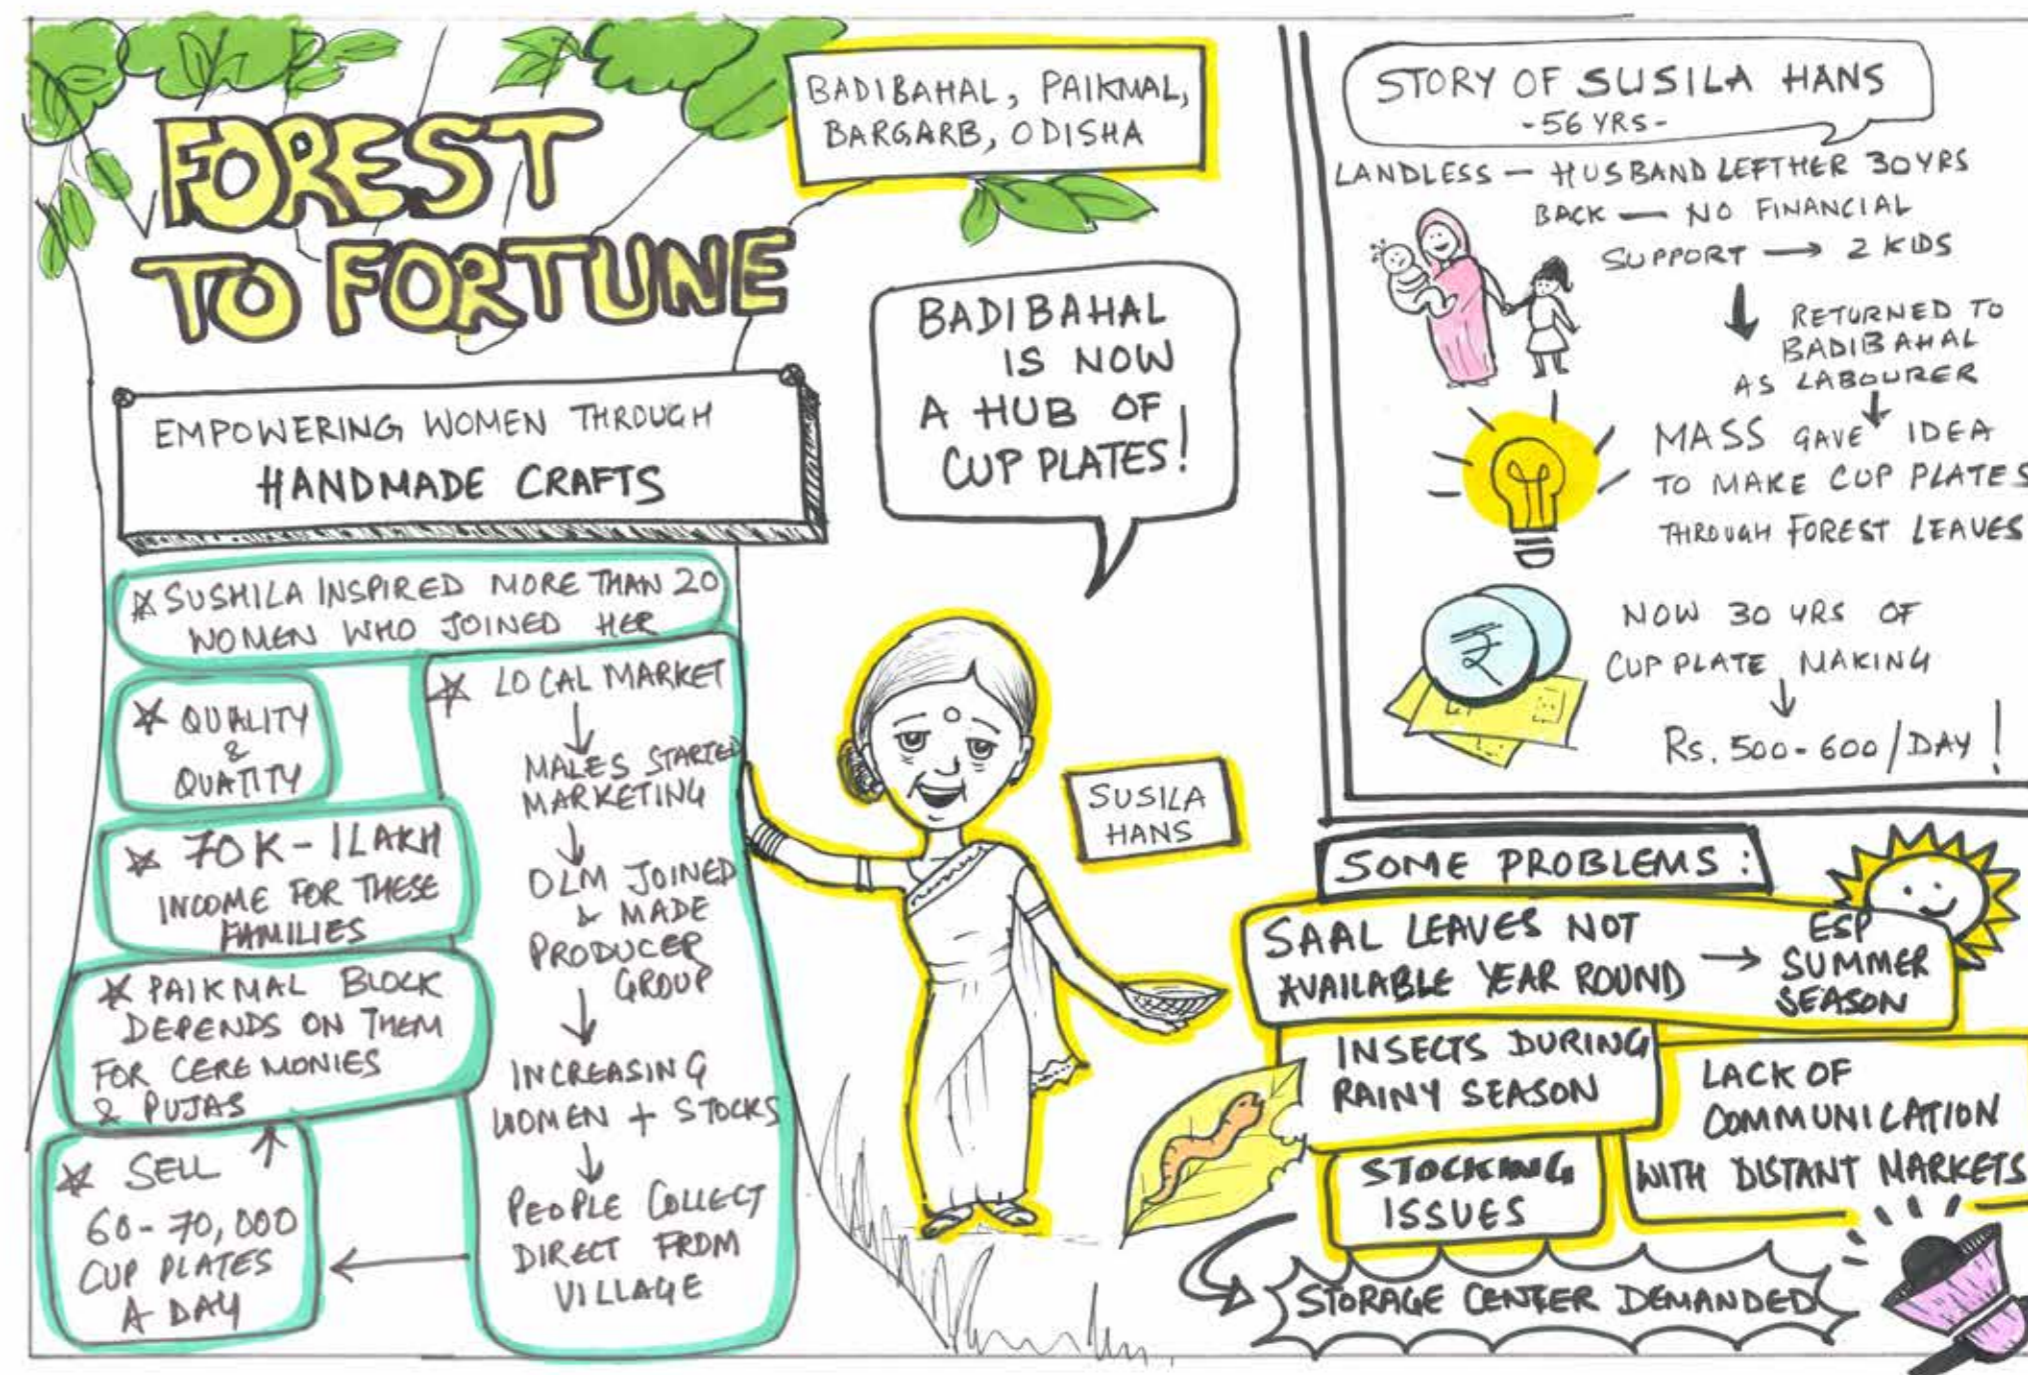 FOREST
TO FORTUNE
BADIBAHAL, PAIKMAL,
BARGARB, ODISHA
EMPOWERING WOMEN THROUGH
HANDMADE CRAFTS
SUSHILA INSPIRED MORE THAN 20
WOMEN WHO JOINED HER
QUALITY
&
QUATITY
70K-1LAKH
INCOME FOR THESE
FAMILIES
PAIKMAL BLOCK
DEPENDS ON THEM
FOR CEREMONIES
& PUJAS
SELL
60-70,000
CUP PLATES
A DAY
LOCAL MARKET
MALES STARTED
MARKETING
OLM JOINED
& MADE
PRODUCER
GROUP
INCREASING
WOMEN + STOCKS
PEOPLE COLLECT
DIRECT FROM
VILLAGE
BADIBAHAL
IS NOW
A HUB OF
CUP PLATES!
SUSILA
HANS
STORY OF SUSILA HANS
-56 YRS-
LANDLESS - HUSBAND LEFT HER 30 YRS
BACK - NO FINANCIAL
SUPPORT → 2 KIDS
RETURNED TO
BADIBAHAL
AS LABOURER
MASS GAVE IDEA
TO MAKE CUP PLATES
THROUGH FOREST LEAVES
₹
NOW 30 YRS OF
CUP PLATE MAKING
Rs. 500-600/DAY!
SOME PROBLEMS:
SAAL LEAVES NOT
AVAILABLE YEAR ROUND →
ESP
SUMMER
SEASON
INSECTS DURING
RAINY SEASON
LACK OF
COMMUNICATION
WITH DISTANT MARKETS
STOCKING
ISSUES
STORAGE CENTER DEMANDED